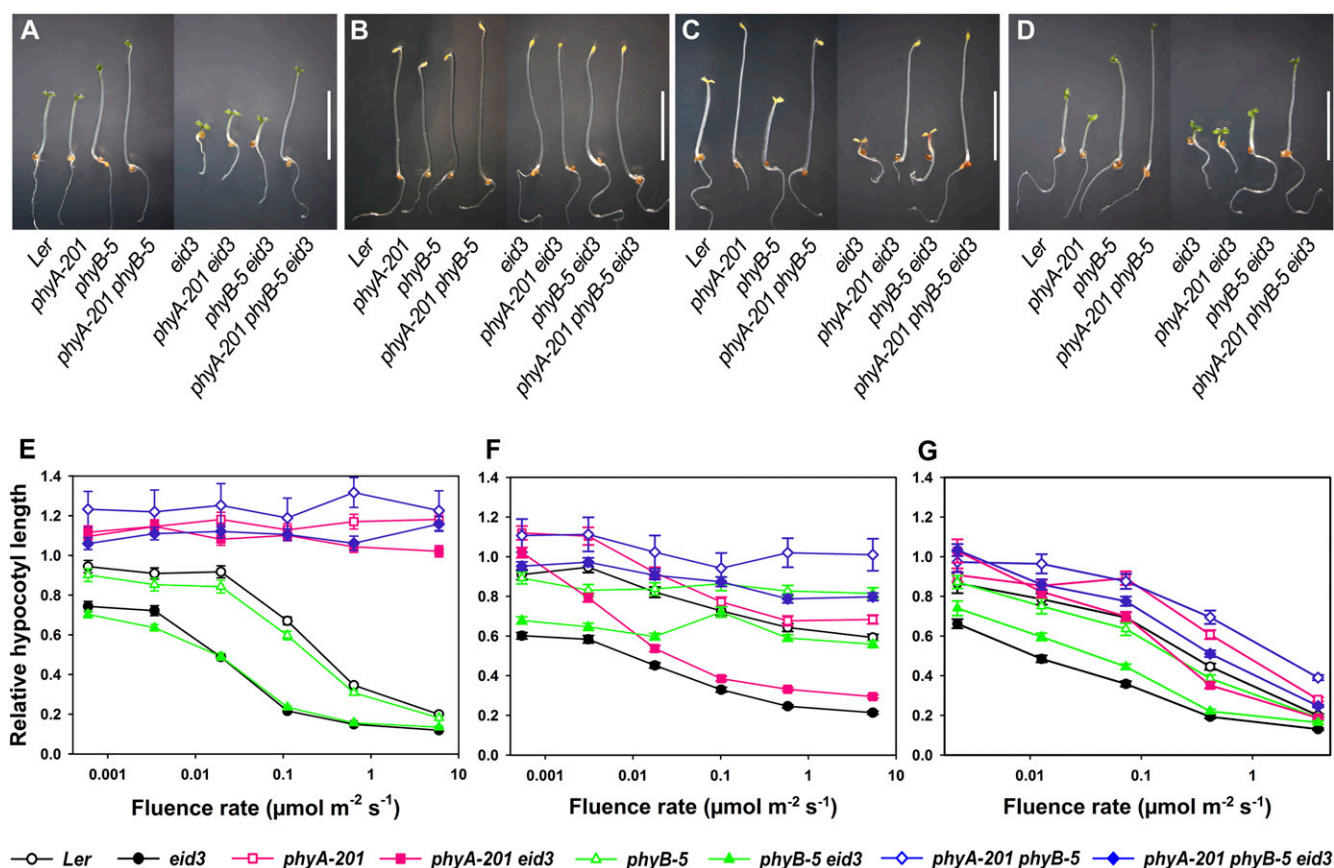 A
B
C
D
Ler
phyA-201
phyB-5
phyA-201 phyB-5
eid3
phyA-201 eid3
phyB-5 eid3
phyA-201 phyB-5 eid3
Ler
phyA-201
phyB-5
phyA-201 phyB-5
eid3
phyA-201 eid3
phyB-5 eid3
phyA-201 phyB-5 eid3
Ler
phyA-201
phyB-5
phyA-201 phyB-5
eid3
phyA-201 eid3
phyB-5 eid3
phyA-201 phyB-5 eid3
Ler
phyA-201
phyB-5
phyA-201 phyB-5
eid3
phyA-201 eid3
phyB-5 eid3
phyA-201 phyB-5 eid3
E
Relative hypocotyl length
1.4
1.2
1.0
0.8
0.6
0.4
0.2
0.0
0.001
0.01
0.1
1
10
Fluence rate (µmol m-2 s-1)
F
1.4
1.2
1.0
0.8
0.6
0.4
0.2
0.0
0.001
0.01
0.1
1
10
Fluence rate (µmol m-2 s-1)
G
1.4
1.2
1.0
0.8
0.6
0.4
0.2
0.0
0.01
0.1
1
Fluence rate (µmol m-2 s-1)
Ler eid3 phyA-201 phyA-201 eid3 phyB-5 phyB-5 eid3 phyA-201 phyB-5 phyA-201 phyB-5 eid3